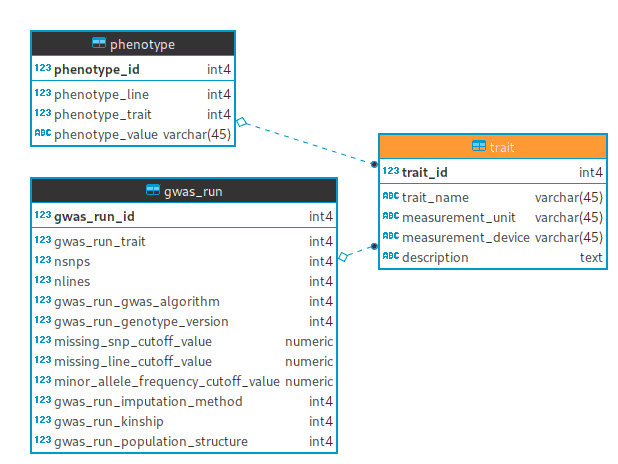 phenotype
123 phenotype_id int4
123 phenotype_line int4
123 phenotype_trait int4
ABC phenotype_value varchar(45)
trait
123 trait_id int4
ABC trait_name varchar(45)
ABC measurement_unit varchar(45)
ABC measurement_device varchar(45)
ABC description text
gwas_run
123 gwas_run_id int4
123 gwas_run_trait int4
123 nsnps int4
123 nlines int4
123 gwas_run_gwas_algorithm int4
123 gwas_run_genotype_version int4
123 missing_snp_cutoff_value numeric
123 missing_line_cutoff_value numeric
123 minor_allele_frequency_cutoff_value numeric
123 gwas_run_imputation_method int4
123 gwas_run_kinship int4
123 gwas_run_population_structure int4